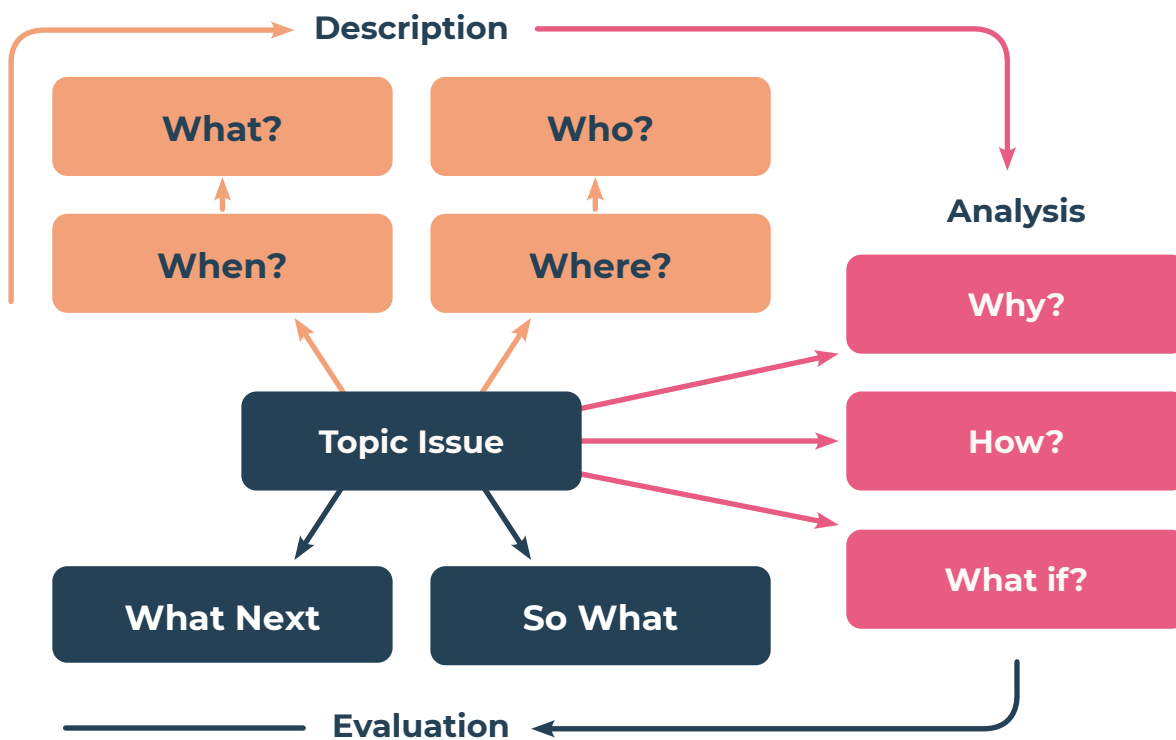 Description
What?
Who?
When?
Where?
Analysis
Why?
How?
What if?
Topic Issue
What Next
So What
Evaluation